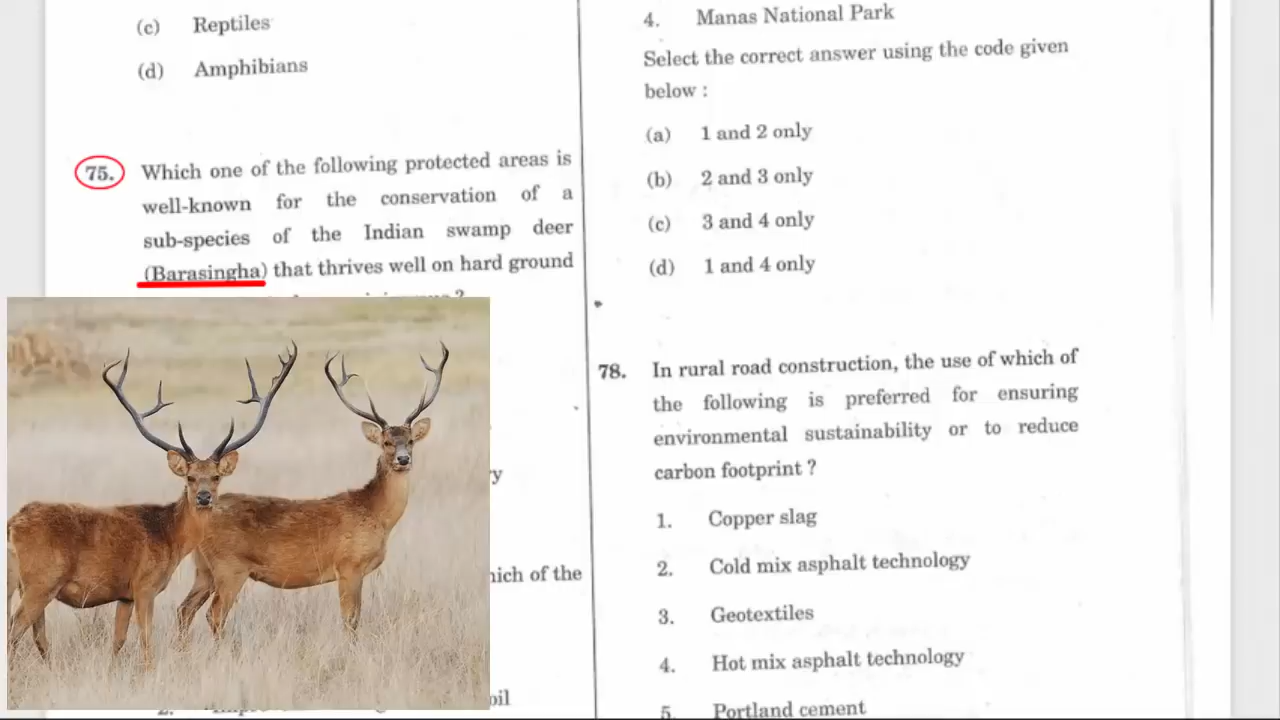 (c) Reptiles
(d) Amphibians
75. Which one of the following protected areas is
well-known for the conservation of a
sub-species of the Indian swamp deer
(Barasingha) that thrives well on hard ground
?
ry
hich of the
oil
4. Manas National Park
Select the correct answer using the code given
below :
(a) 1 and 2 only
(b) 2 and 3 only
(c) 3 and 4 only
(d) 1 and 4 only
78. In rural road construction, the use of which of
the following is preferred for ensuring
environmental sustainability or to reduce
carbon footprint ?
1. Copper slag
2. Cold mix asphalt technology
3. Geotextiles
4. Hot mix asphalt technology
5. Portland cement